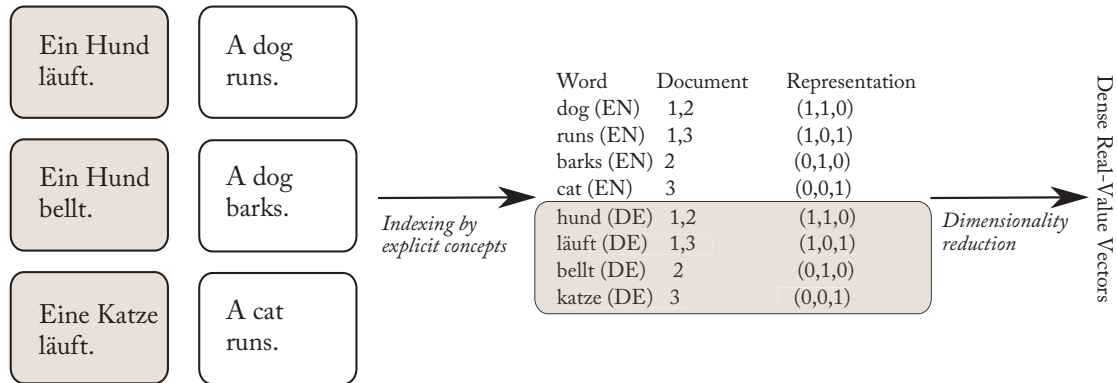 Ein Hund
läuft.
A dog
runs.
Ein Hund
bellt.
A dog
barks.
Eine Katze
läuft.
A cat
runs.
Indexing by
explicit concepts
Word Document Representation
dog (EN) 1,2 (1,1,0)
runs (EN) 1,3 (1,0,1)
barks (EN) 2 (0,1,0)
cat (EN) 3 (0,0,1)
hund (DE) 1,2 (1,1,0)
läuft (DE) 1,3 (1,0,1)
bellt (DE) 2 (0,1,0)
katze (DE) 3 (0,0,1)
Dimensionality
reduction
Dense Real-Value Vectors